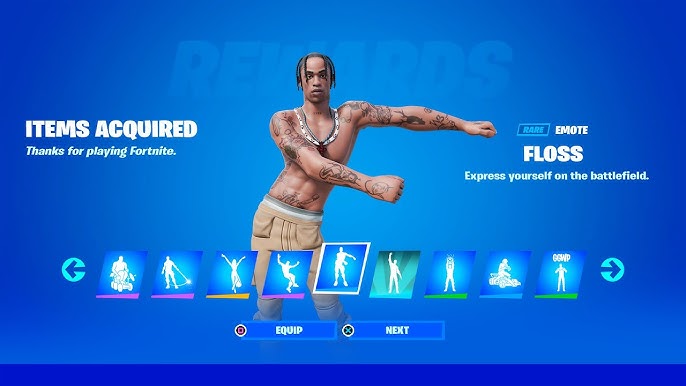 REWARDS
ITEMS ACQUIRED
Thanks for playing Fortnite.
RARE EMOTE
FLOSS
Express yourself on the battlefield.
GGWP
EQUIP
NEXT